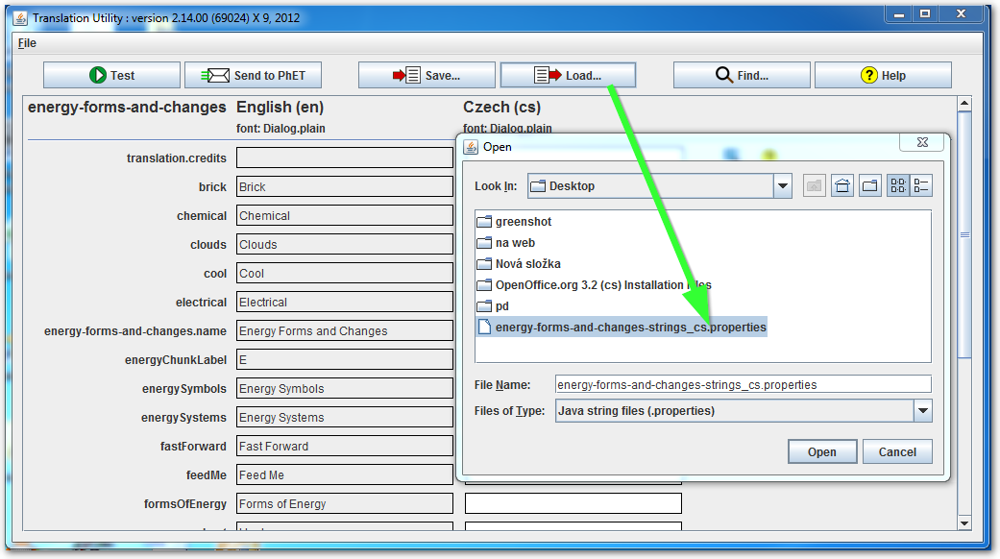 Translation Utility : version 2.14.00 (69024) X 9, 2012
File
Test Send to PhET Save... Load... Find... Help
energy-forms-and-changes English (en) Czech (cs)
font: Dialog.plain font: Dialog.plain
translation.credits
brick Brick
chemical Chemical
clouds Clouds
cool Cool
electrical Electrical
energy-forms-and-changes.name Energy Forms and Changes
energyChunkLabel E
energySymbols Energy Symbols
energySystems Energy Systems
fastForward Fast Forward
feedMe Feed Me
formsOfEnergy Forms of Energy
Open
Look In: Desktop
greenshot
na web
Nová složka
OpenOffice.org 3.2 (cs) Installation Files
pd
energy-forms-and-changes-strings_cs.properties
File Name: energy-forms-and-changes-strings_cs.properties
Files of Type: Java string files (.properties)
Open Cancel